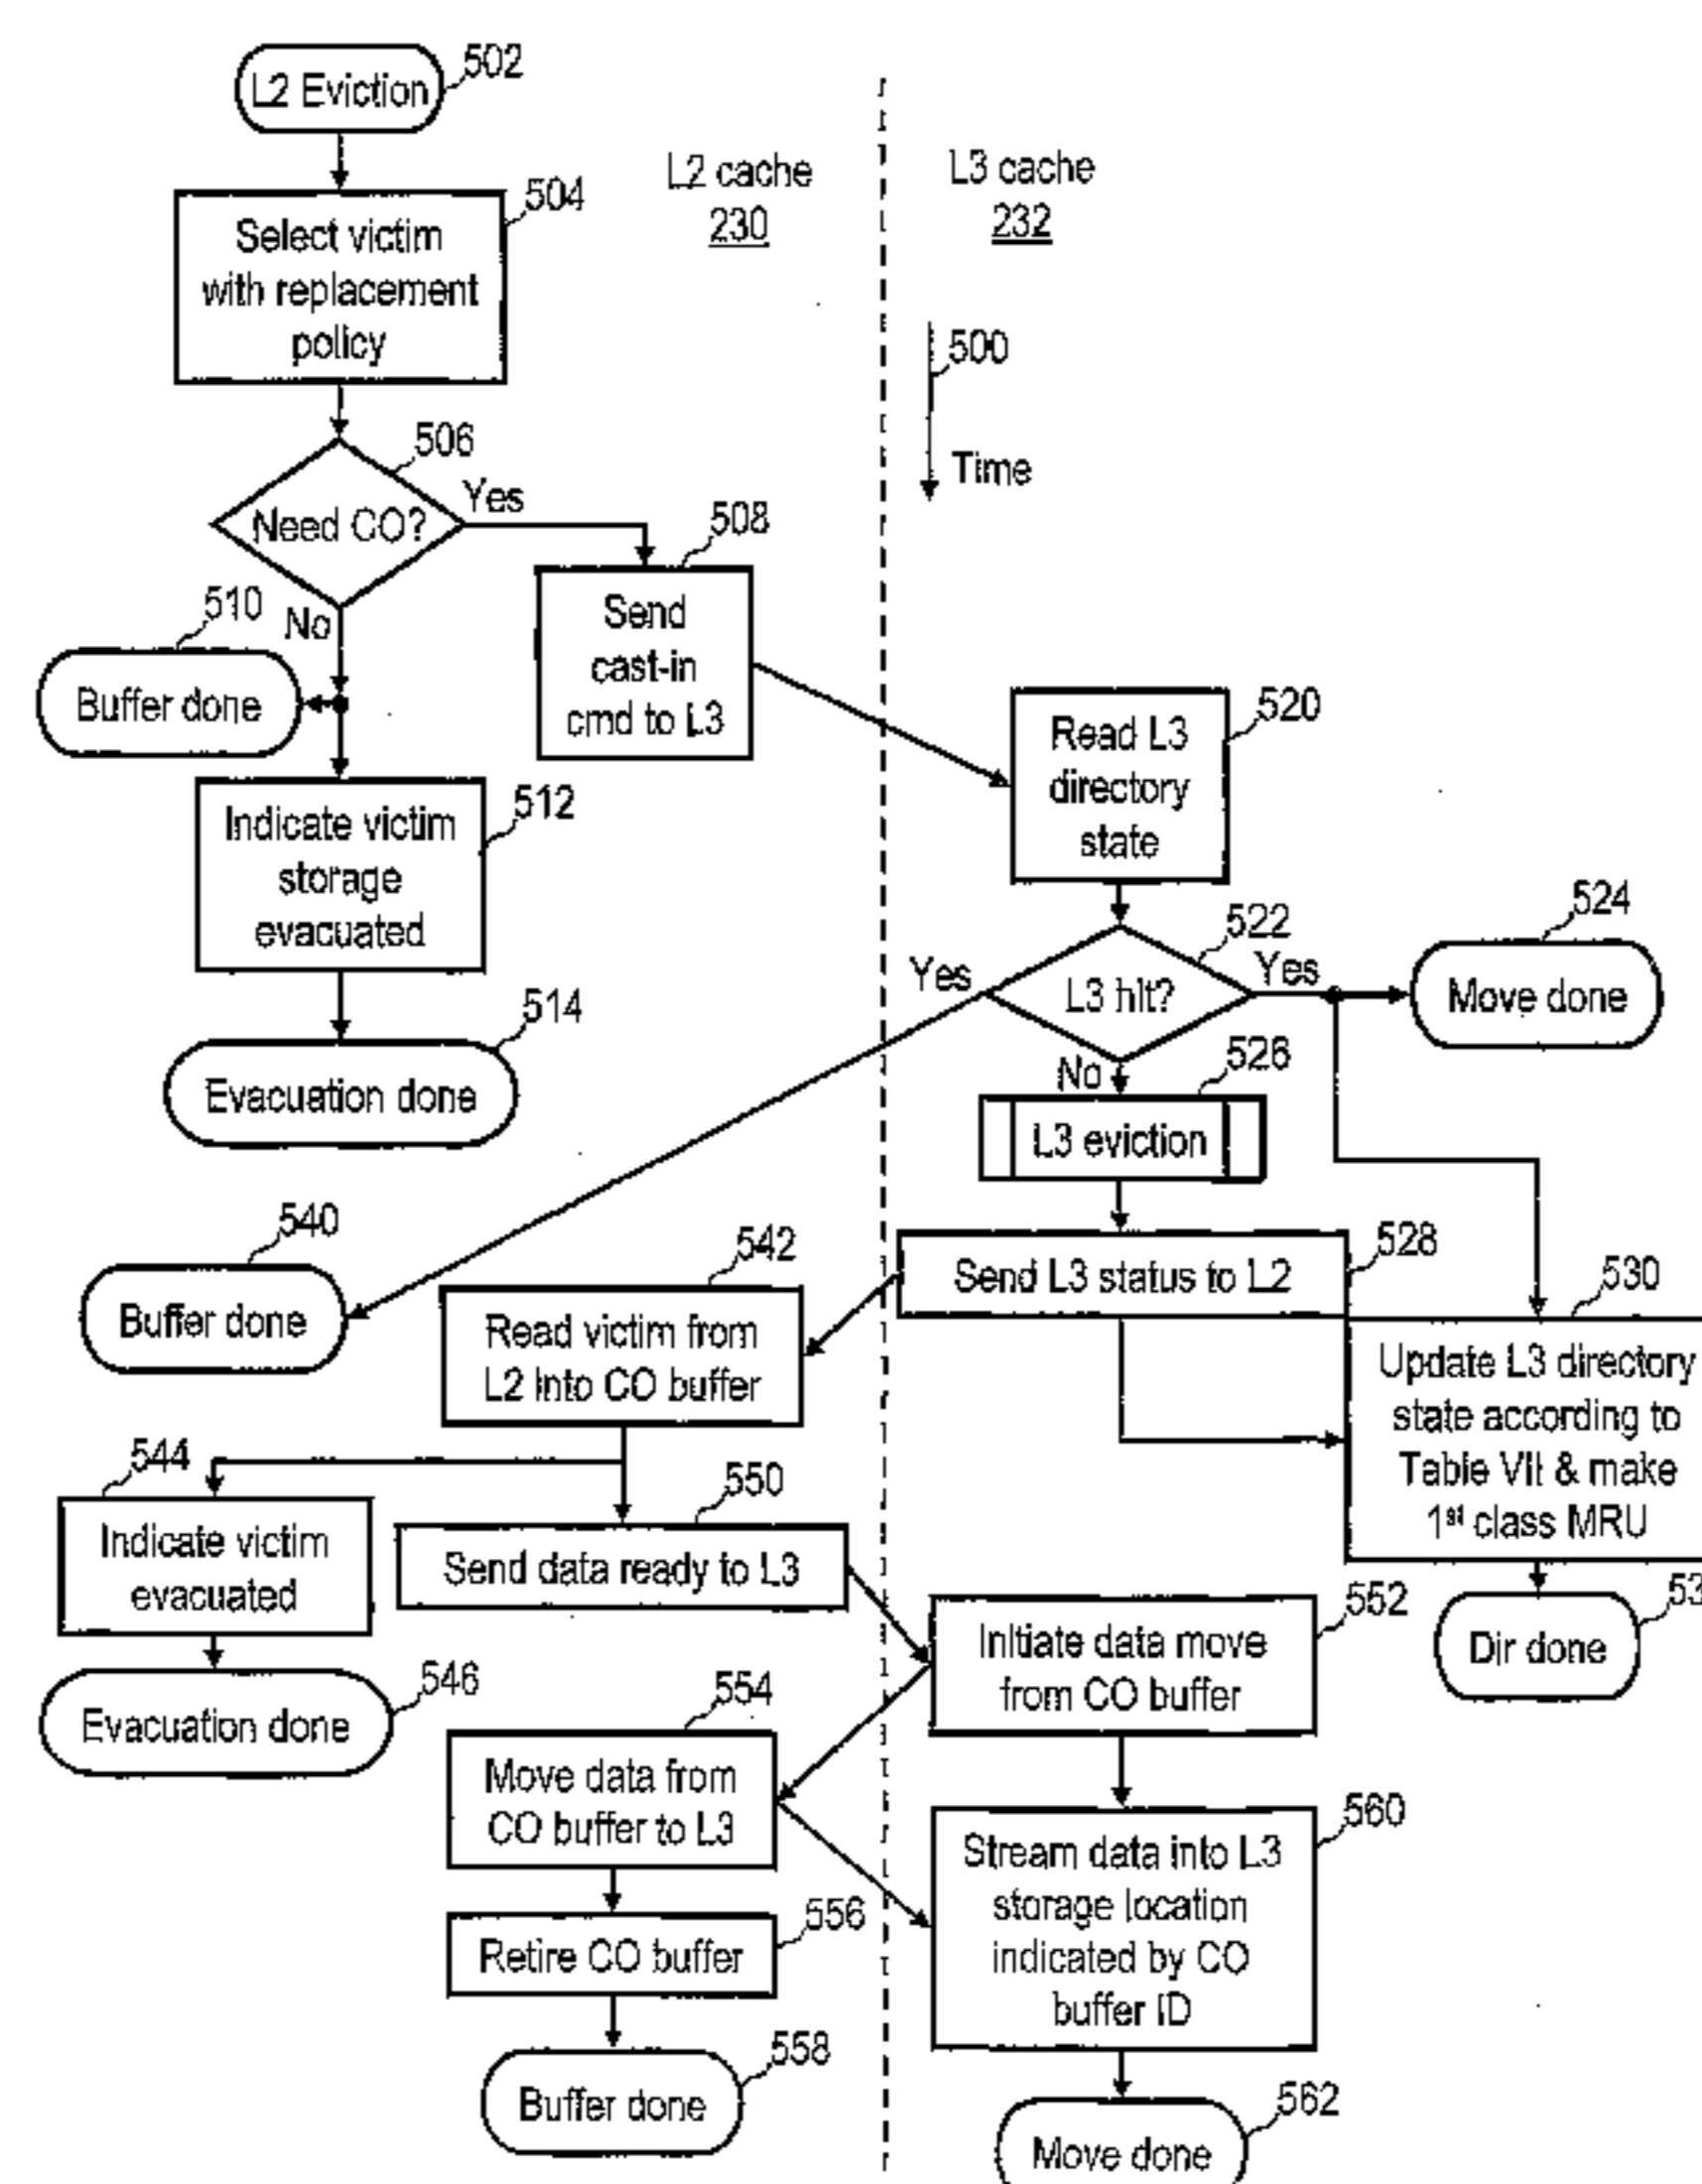 502
L2 Eviction
L2 cache
230
L3 cache
232
504
Select victim
with replacement
policy
500
Time
506
Need CO?
Yes
508
Send
cast-in
cmd to L3
510
No
Buffer done
512
Indicate victim
storage
evacuated
514
Evacuation done
520
Read L3
directory
state
522
L3 hit?
Yes
Yes
524
Move done
No
526
L3 eviction
528
Send L3 status to L2
530
Update L3 directory
state according to
Table VII & make
1st class MRU
53
Dir done
540
Buffer done
542
Read victim from
L2 into CO buffer
544
Indicate victim
evacuated
546
Evacuation done
550
Send data ready to L3
552
Initiate data move
from CO buffer
554
Move data from
CO buffer to L3
556
Retire CO buffer
558
Buffer done
560
Stream data into L3
storage location
indicated by CO
buffer ID
562
Move done